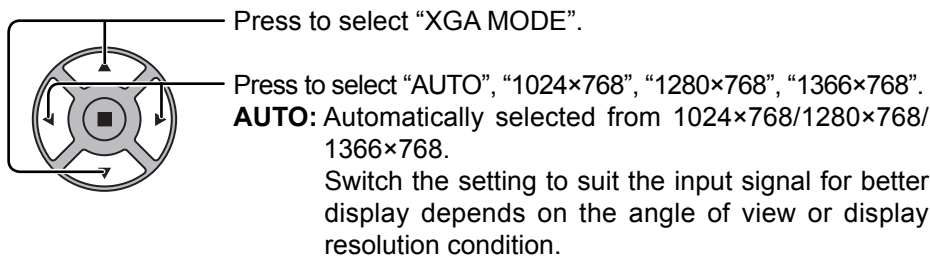 Press to select “XGA MODE”.
Press to select “AUTO”, “1024×768”, “1280×768”, “1366×768”.
AUTO: Automatically selected from 1024×768/1280×768/
1366×768.
Switch the setting to suit the input signal for better
display depends on the angle of view or display
resolution condition.